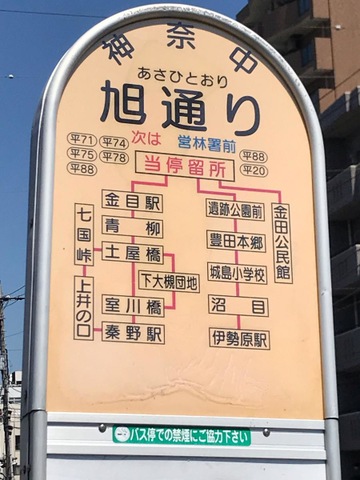 神奈中
あさひとおり
旭通り
平71 平74 次は 営林署前
平75 平78 平88
平88 当停留所 平20
金目駅 遺跡公園前 金田公民館
七国峠 青柳 豊田本郷
土屋橋 城島小学校
下大槻団地
上井の口 室川橋 沼目
秦野駅 伊勢原駅
バス停での禁煙にご協力下さい